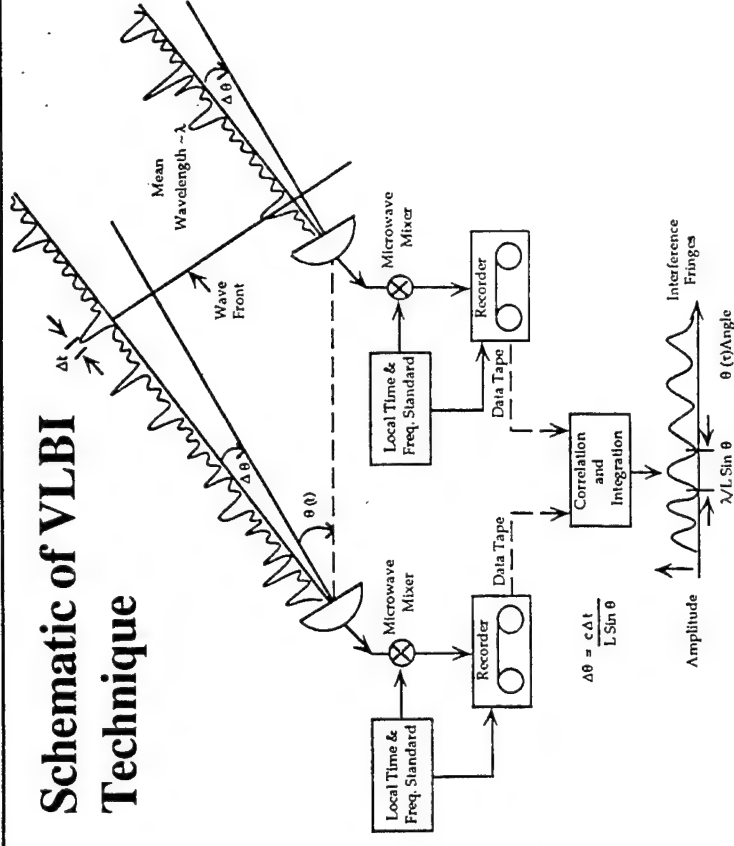 Schematic of VLBI
Technique
Δt
Mean
Wavelength ~λ
Δθ
Wave
Front
Δθ
θ (t)
Microwave
Mixer
Microwave
Mixer
Local Time &
Freq. Standard
Local Time &
Freq. Standard
Recorder
Recorder
Data Tape
Data Tape
Correlation
and
Integration
Δθ = cΔt
L Sin θ
Interference
Fringes
Amplitude
λ/L Sin θ
θ (τ)Angle